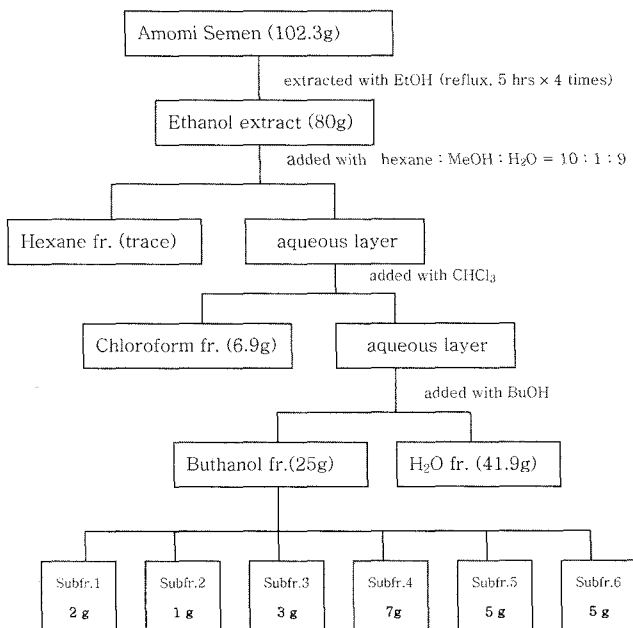 Amomi Semen (102.3g)
extracted with EtOH (reflux, 5 hrs × 4 times)
Ethanol extract (80g)
added with hexane : MeOH : H₂O = 10 : 1 : 9
Hexane fr. (trace)
aqueous layer
added with CHCl₃
Chloroform fr. (6.9g)
aqueous layer
added with BuOH
Buthanol fr.(25g)
H₂O fr. (41.9g)
Subfr.1
2 g
Subfr.2
1 g
Subfr.3
3 g
Subfr.4
7g
Subfr.5
5 g
Subfr.6
5 g